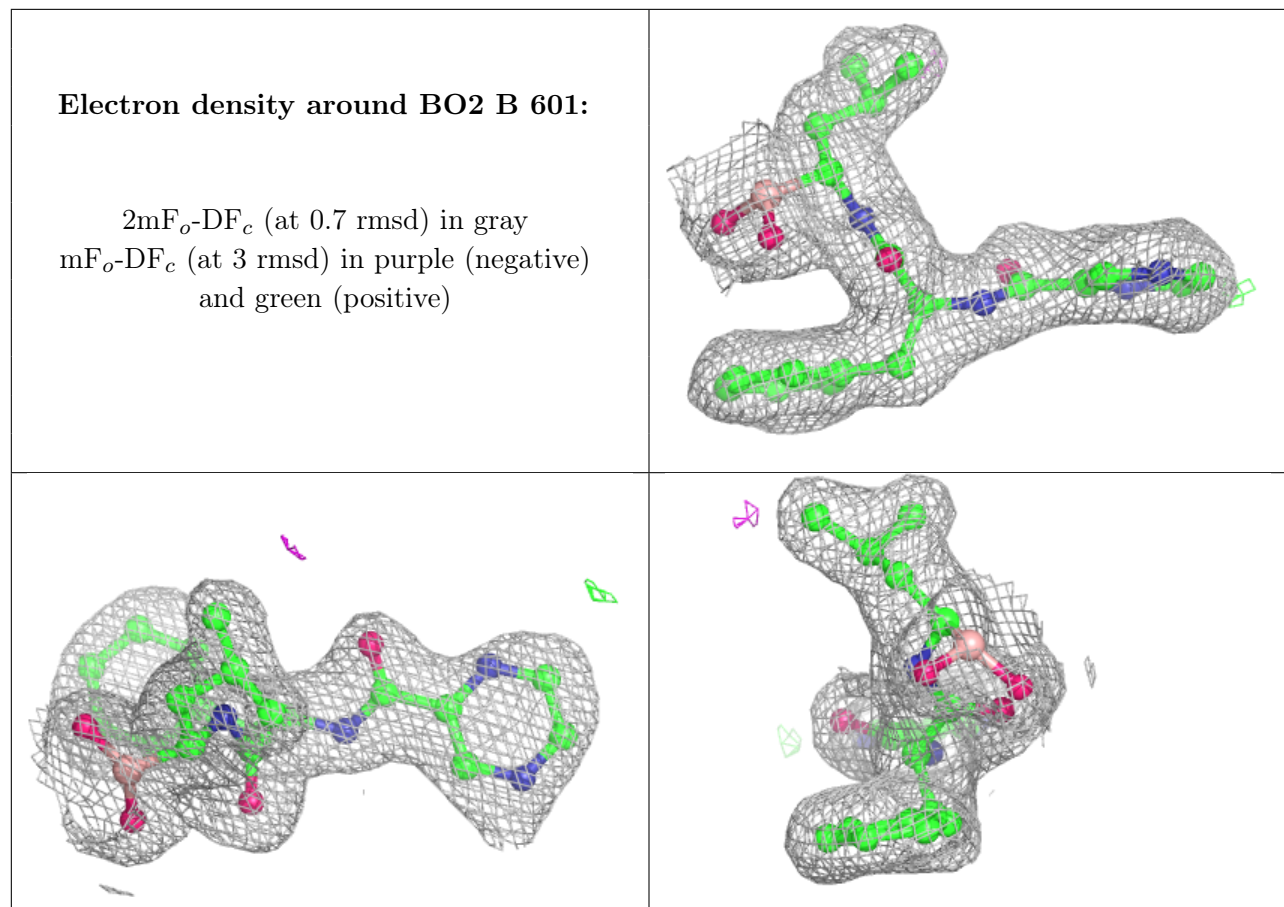 Electron density around BO2 B 601:
2mFo-DFc (at 0.7 rmsd) in gray
mFo-DFc (at 3 rmsd) in purple (negative)
and green (positive)